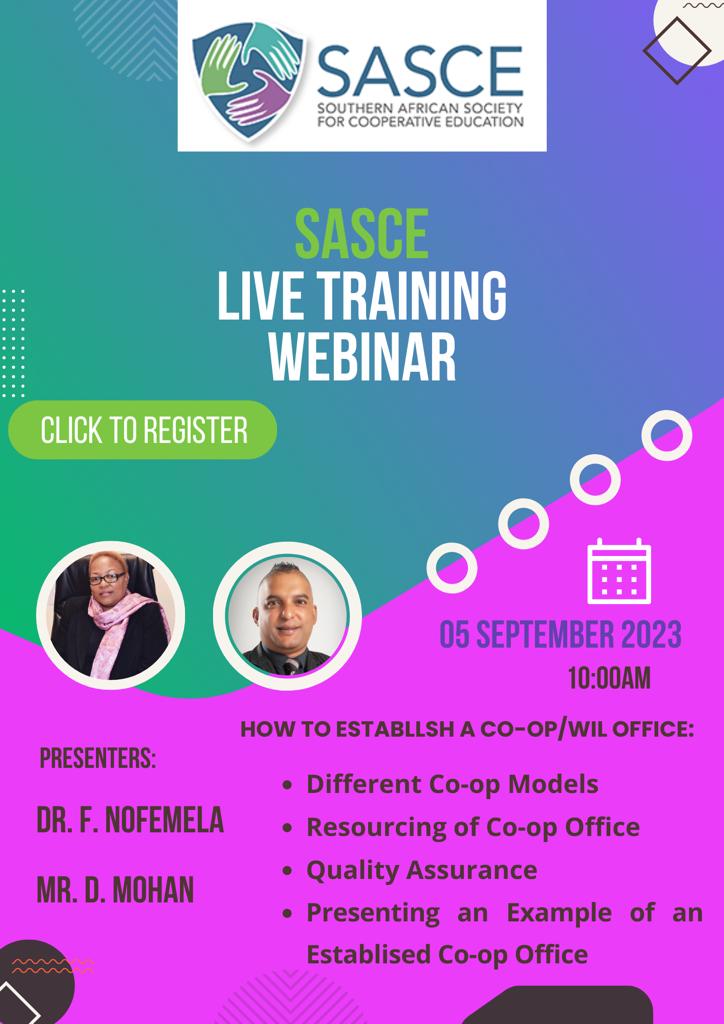 SASCE
SOUTHERN AFRICAN SOCIETY
FOR COOPERATIVE EDUCATION
SASCE
LIVE TRAINING
WEBINAR
CLICK TO REGISTER
05 SEPTEMBER 2023
10:00AM
HOW TO ESTABLLSH A CO-OP/WIL OFFICE:
PRESENTERS:
DR. F. NOFEMELA
MR. D. MOHAN
• Different Co-op Models
• Resourcing of Co-op Office
• Quality Assurance
• Presenting an Example of an
Establised Co-op Office